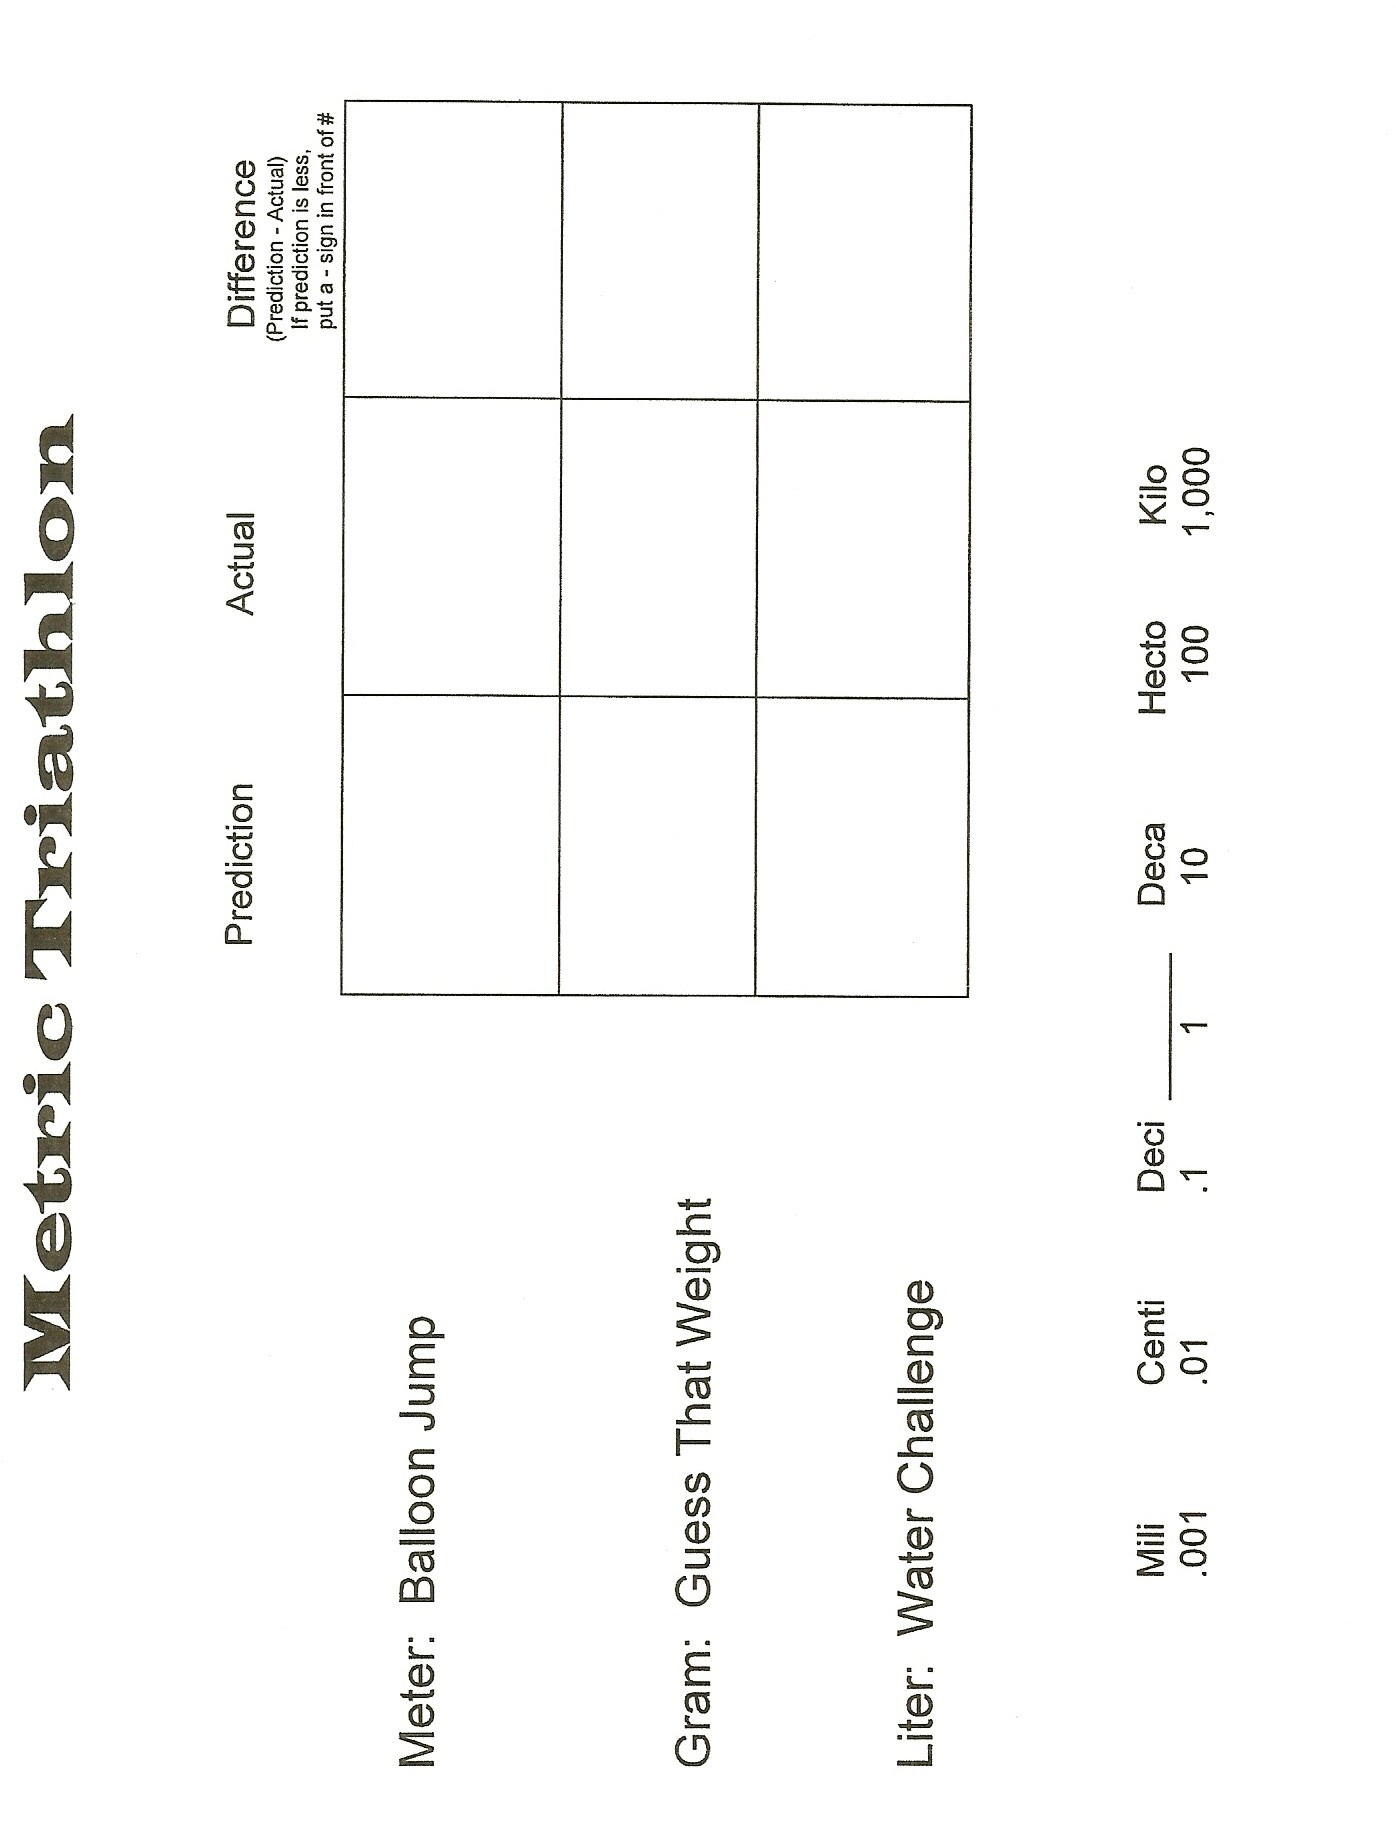 Metric Triathlon
Prediction Actual Difference
(Prediction - Actual)
If prediction is less,
put a - sign in front of #
Meter: Balloon Jump
Gram: Guess That Weight
Liter: Water Challenge
Mili Centi Deci ______ Deca Hecto Kilo
.001 .01 .1 1 10 100 1,000